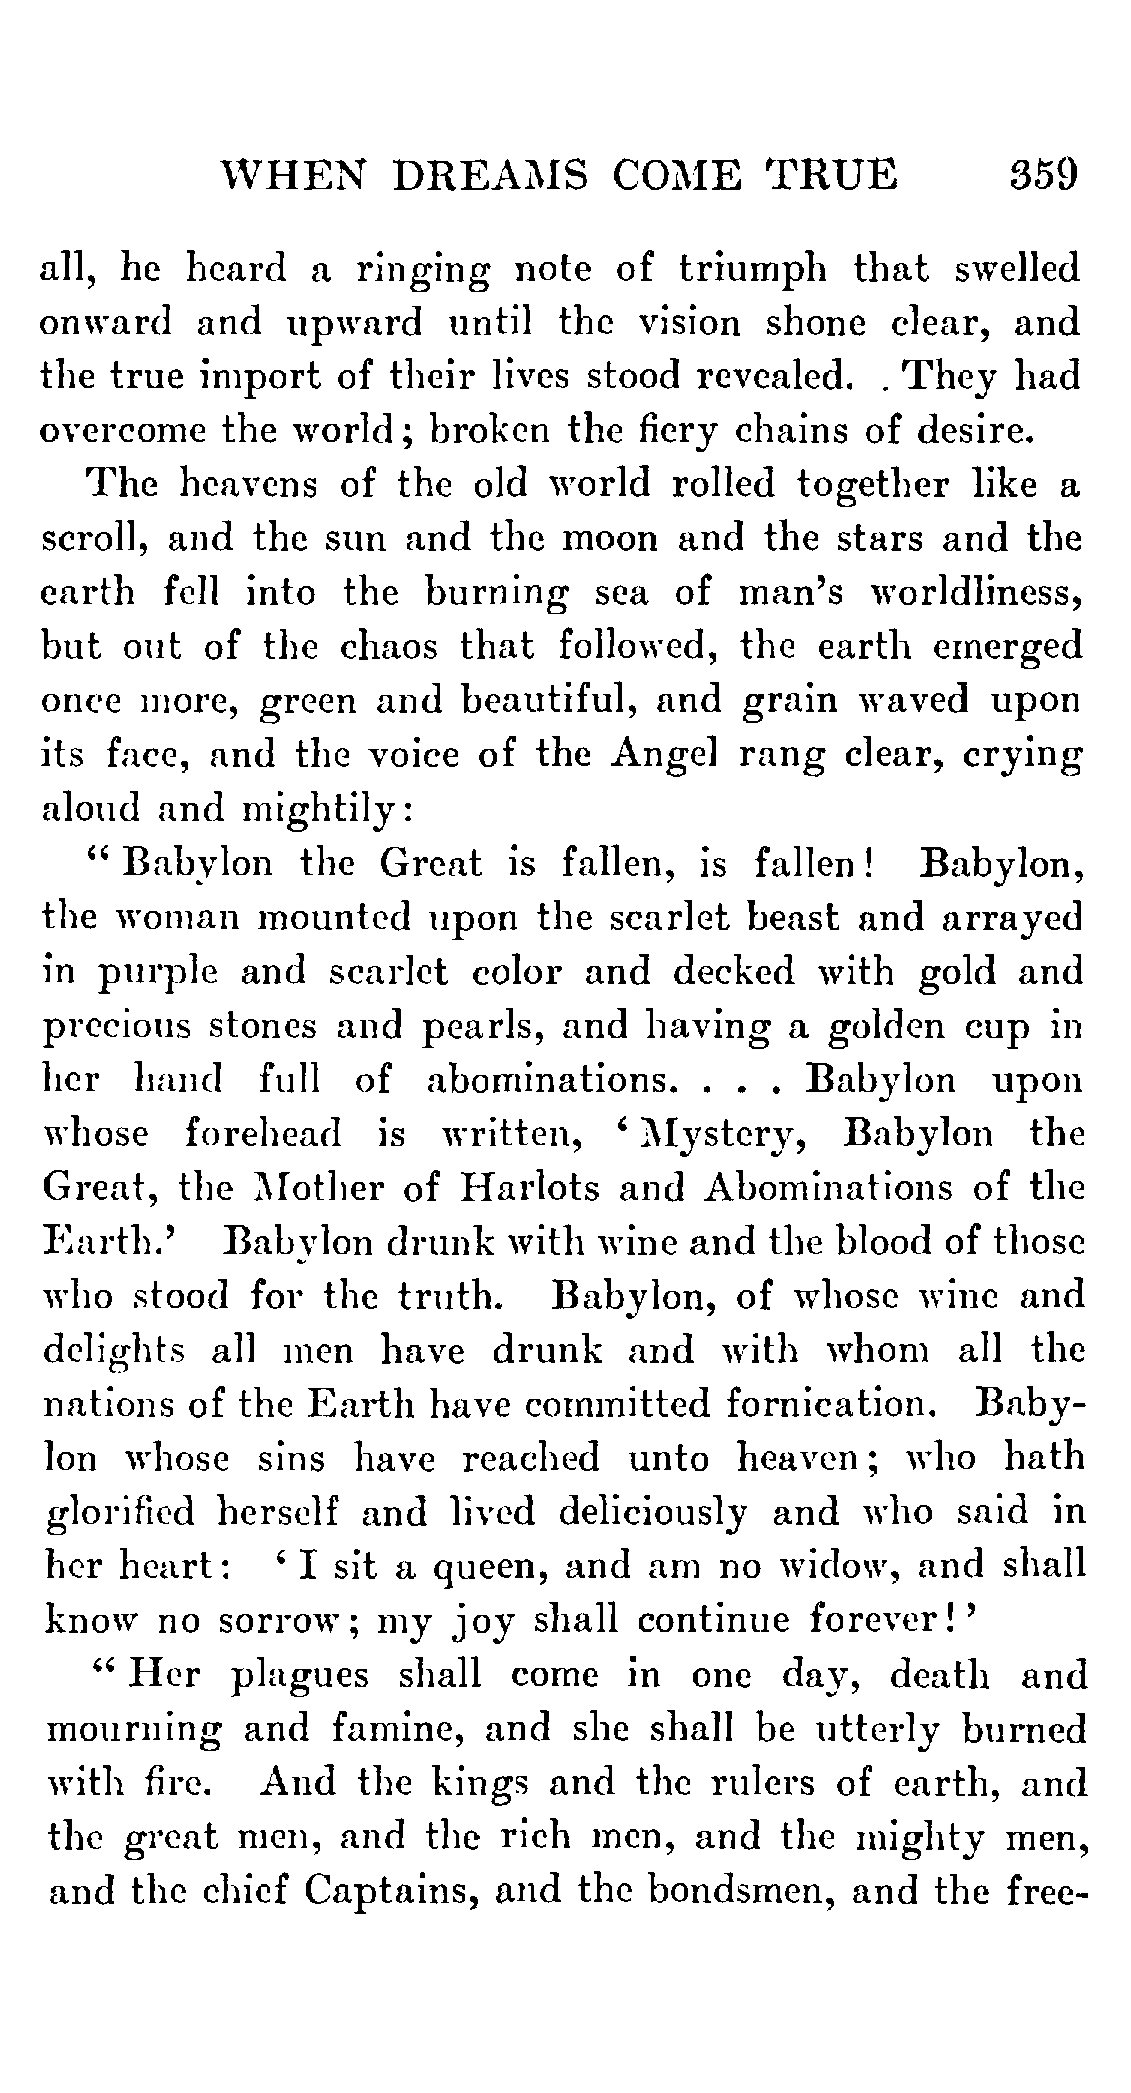 WHEN DREAMS COME TRUE 359
all, he heard a ringing note of triumph that swelled
onward and upward until the vision shone clear, and
the true import of their lives stood revealed. . They had
overcome the world; broken the fiery chains of desire.
The heavens of the old world rolled together like a
scroll, and the sun and the moon and the stars and the
earth fell into the burning sea of man's worldliness,
but out of the chaos that followed, the earth emerged
once more, green and beautiful, and grain waved upon
its face, and the voice of the Angel rang clear, crying
aloud and mightily:
" Babylon the Great is fallen, is fallen! Babylon,
the woman mounted upon the scarlet beast and arrayed
in purple and scarlet color and decked with gold and
precious stones and pearls, and having a golden cup in
her hand full of abominations. . . . Babylon upon
whose forehead is written, ' Mystery, Babylon the
Great, the Mother of Harlots and Abominations of the
Earth.' Babylon drunk with wine and the blood of those
who stood for the truth. Babylon, of whose wine and
delights all men have drunk and with whom all the
nations of the Earth have committed fornication. Baby-
lon whose sins have reached unto heaven; who hath
glorified herself and lived deliciously and who said in
her heart: ' I sit a queen, and am no widow, and shall
know no sorrow; my joy shall continue forever! '
" Her plagues shall come in one day, death and
mourning and famine, and she shall be utterly burned
with fire. And the kings and the rulers of earth, and
the great men, and the rich men, and the mighty men,
and the chief Captains, and the bondsmen, and the free-